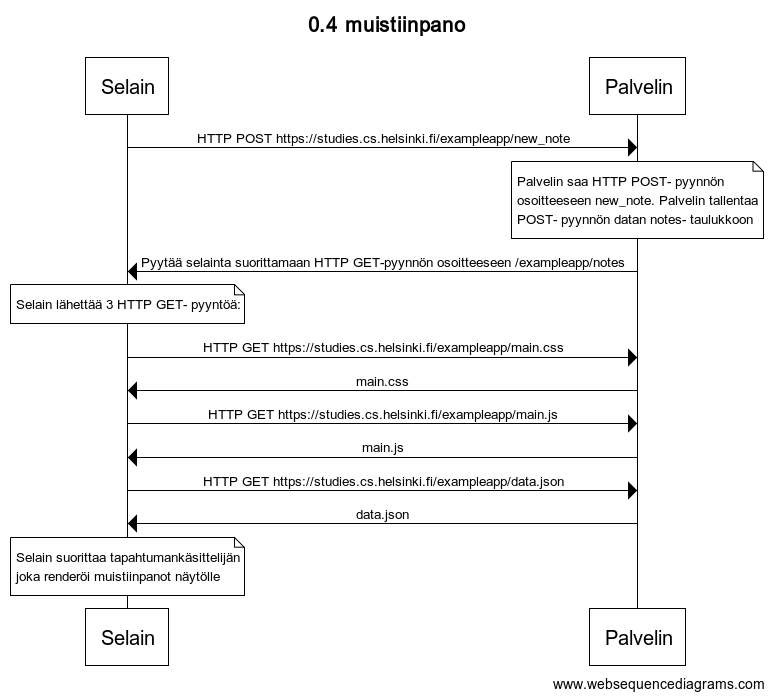 0.4 muistiinpano
Selain
Palvelin
HTTP POST https://studies.cs.helsinki.fi/exampleapp/new_note
Palvelin saa HTTP POST- pyynnön
osoitteeseen new_note. Palvelin tallentaa
POST- pyynnön datan notes- taulukkoon
Pyytää selainta suorittamaan HTTP GET-pyynnön osoitteeseen /exampleapp/notes
Selain lähettää 3 HTTP GET- pyyntöä:
HTTP GET https://studies.cs.helsinki.fi/exampleapp/main.css
main.css
HTTP GET https://studies.cs.helsinki.fi/exampleapp/main.js
main.js
HTTP GET https://studies.cs.helsinki.fi/exampleapp/data.json
data.json
Selain suorittaa tapahtumankäsittelijän
joka renderöi muistiinpanot näytölle
Selain
Palvelin
www.websequencediagrams.com